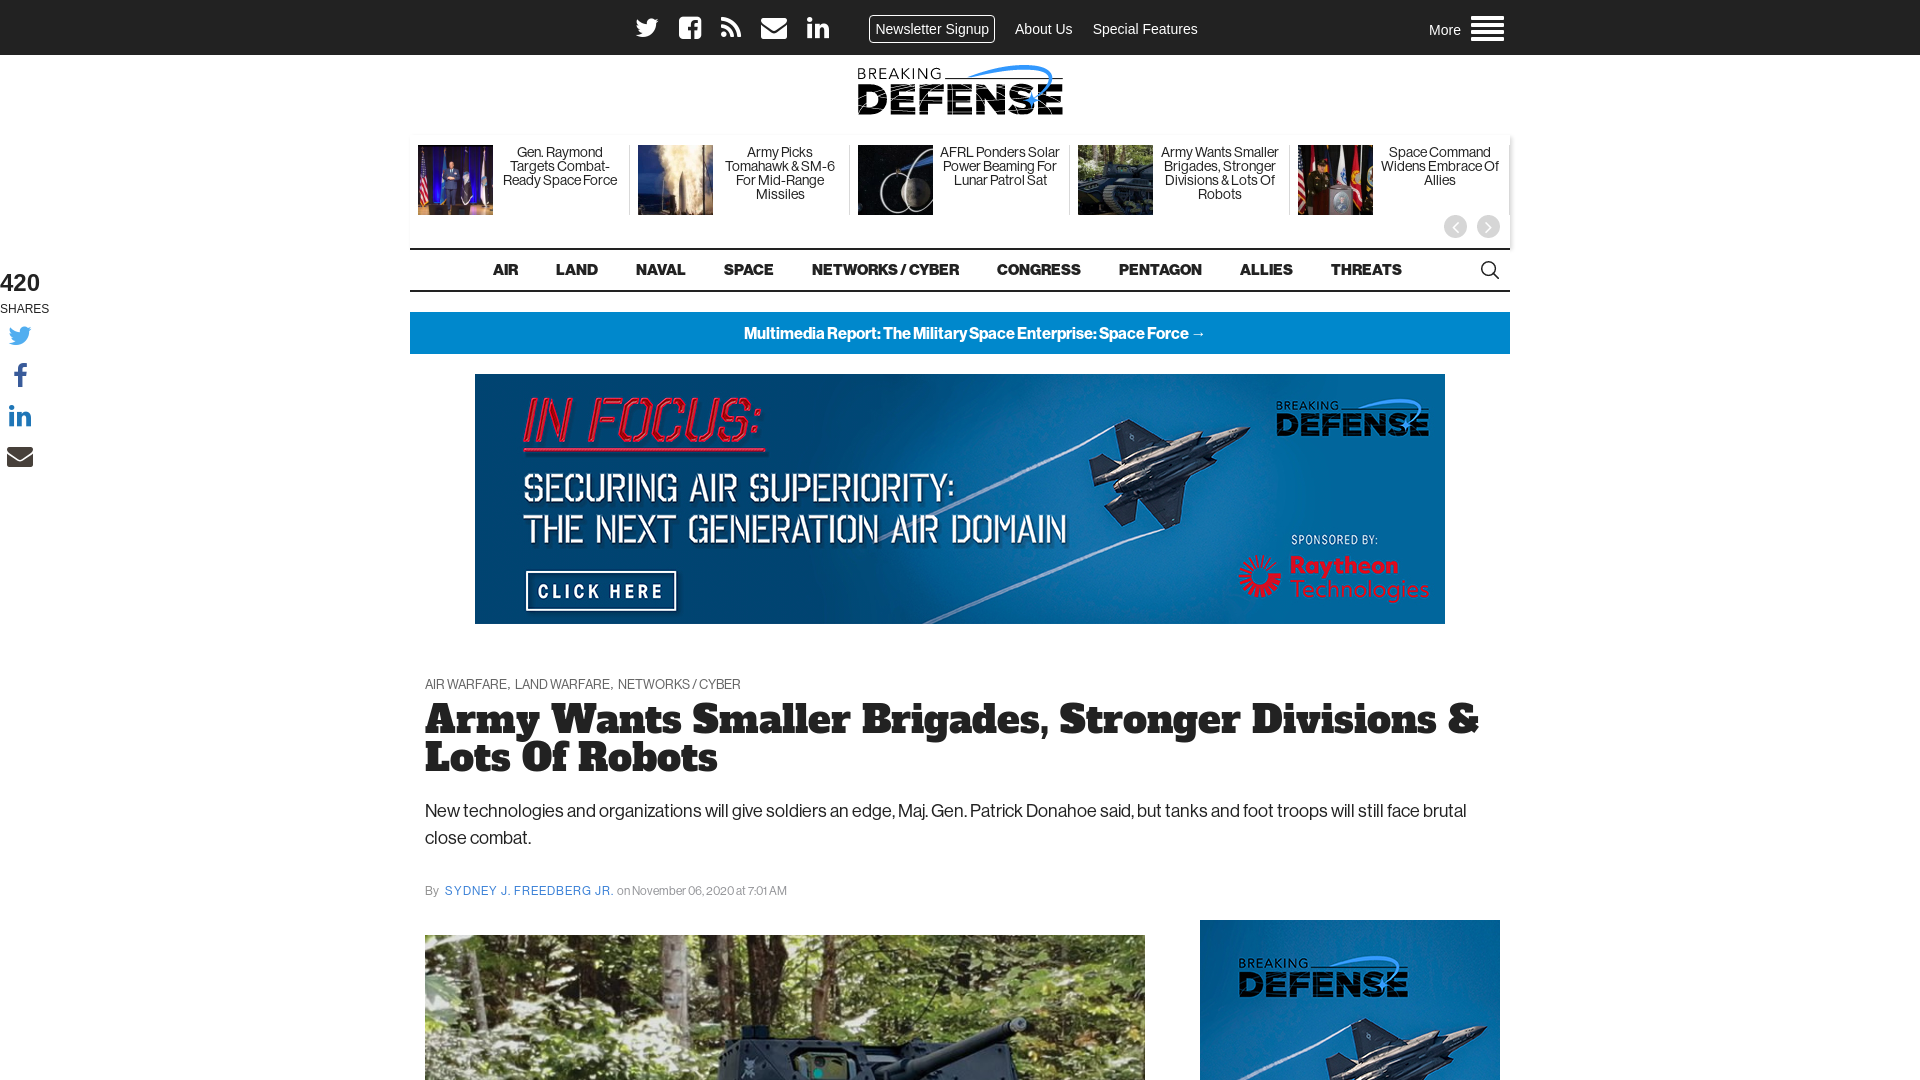 Newsletter Signup
About Us
Special Features
More
BREAKING
DEFENSE
Gen. Raymond
Targets Combat-
Ready Space Force
Army Picks
Tomahawk & SM-6
For Mid-Range
Missiles
AFRL Ponders Solar
Power Beaming For
Lunar Patrol Sat
Army Wants Smaller
Brigades, Stronger
Divisions & Lots Of
Robots
Space Command
Widens Embrace Of
Allies
AIR LAND NAVAL SPACE NETWORKS / CYBER CONGRESS PENTAGON ALLIES THREATS
420
SHARES
Multimedia Report: The Military Space Enterprise: Space Force →
IN FOCUS:
SECURING AIR SUPERIORITY:
THE NEXT GENERATION AIR DOMAIN
CLICK HERE
BREAKING
DEFENSE
SPONSORED BY:
Raytheon
Technologies
AIR WARFARE, LAND WARFARE, NETWORKS / CYBER
Army Wants Smaller Brigades, Stronger Divisions &
Lots Of Robots
New technologies and organizations will give soldiers an edge, Maj. Gen. Patrick Donahoe said, but tanks and foot troops will still face brutal
close combat.
By SYDNEY J. FREEDBERG JR. on November 06, 2020 at 7:01 AM
BREAKING
DEFENSE